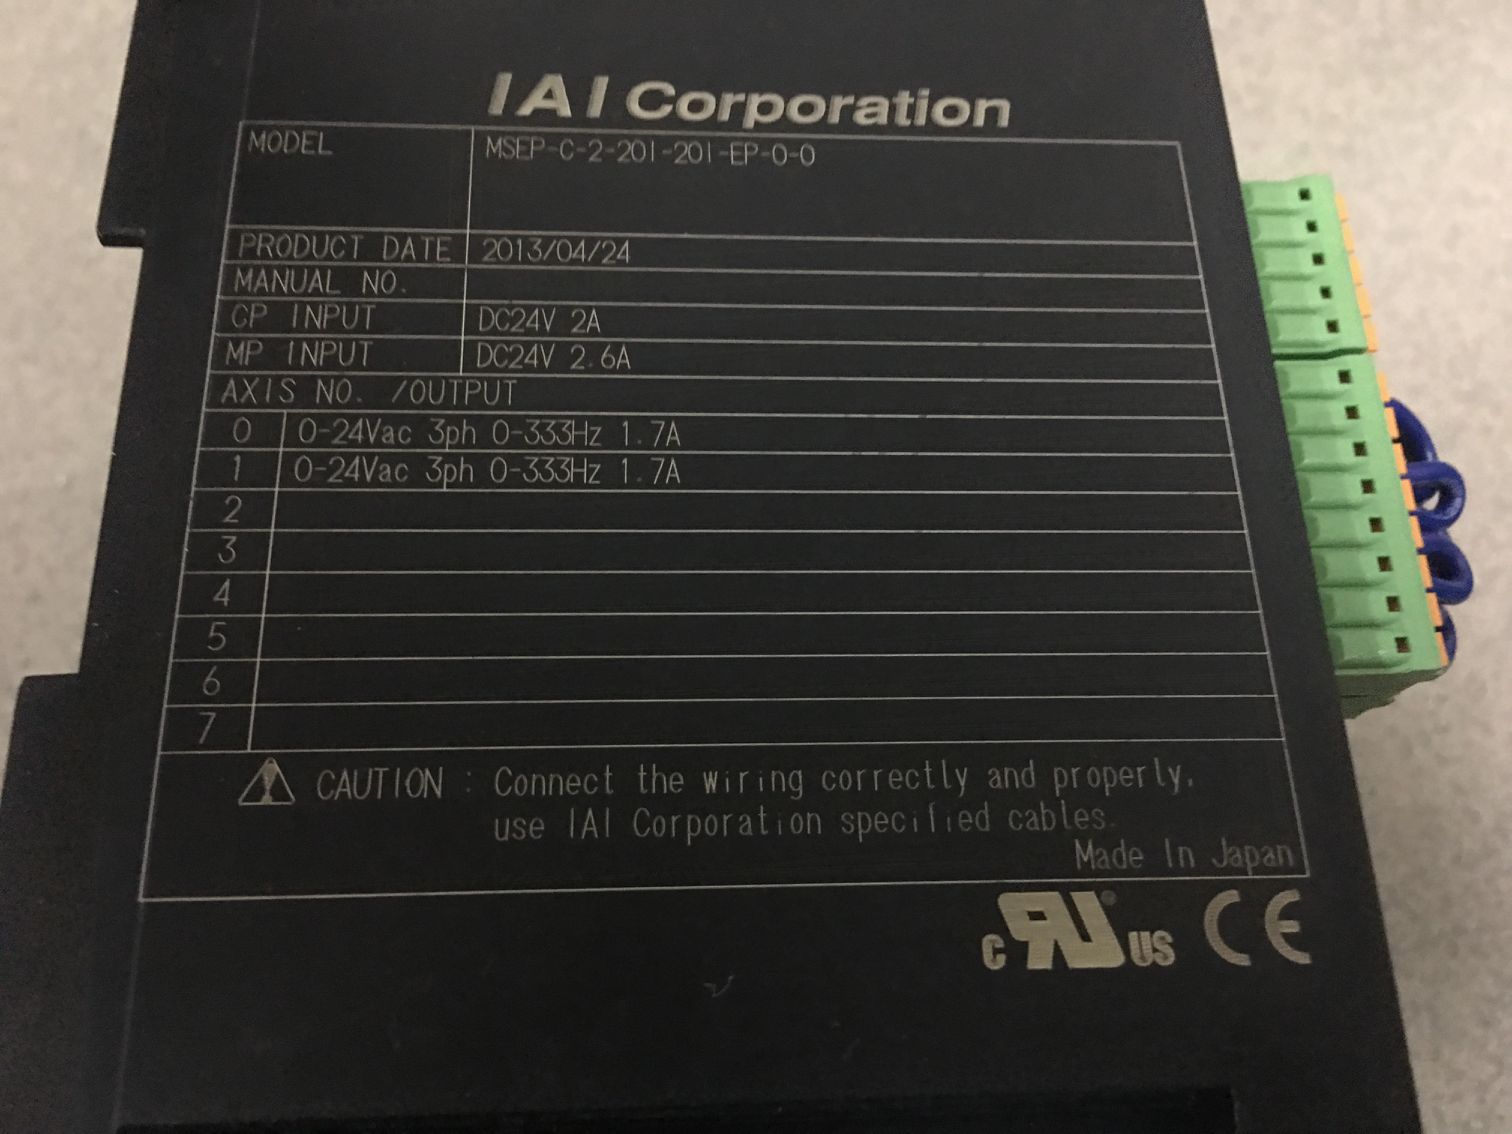 IAI Corporation
MODEL MSEP-C-2-20I-20I-EP-0-0
PRODUCT DATE 2013/04/24
MANUAL NO.
CP INPUT DC24V 2A
MP INPUT DC24V 2.6A
AXIS NO. /OUTPUT
0 0-24Vac 3ph 0-333Hz 1.7A
1 0-24Vac 3ph 0-333Hz 1.7A
2
3
4
5
6
7
CAUTION : Connect the wiring correctly and properly,
use IAI Corporation specified cables.
Made In Japan
c RU ® US CE